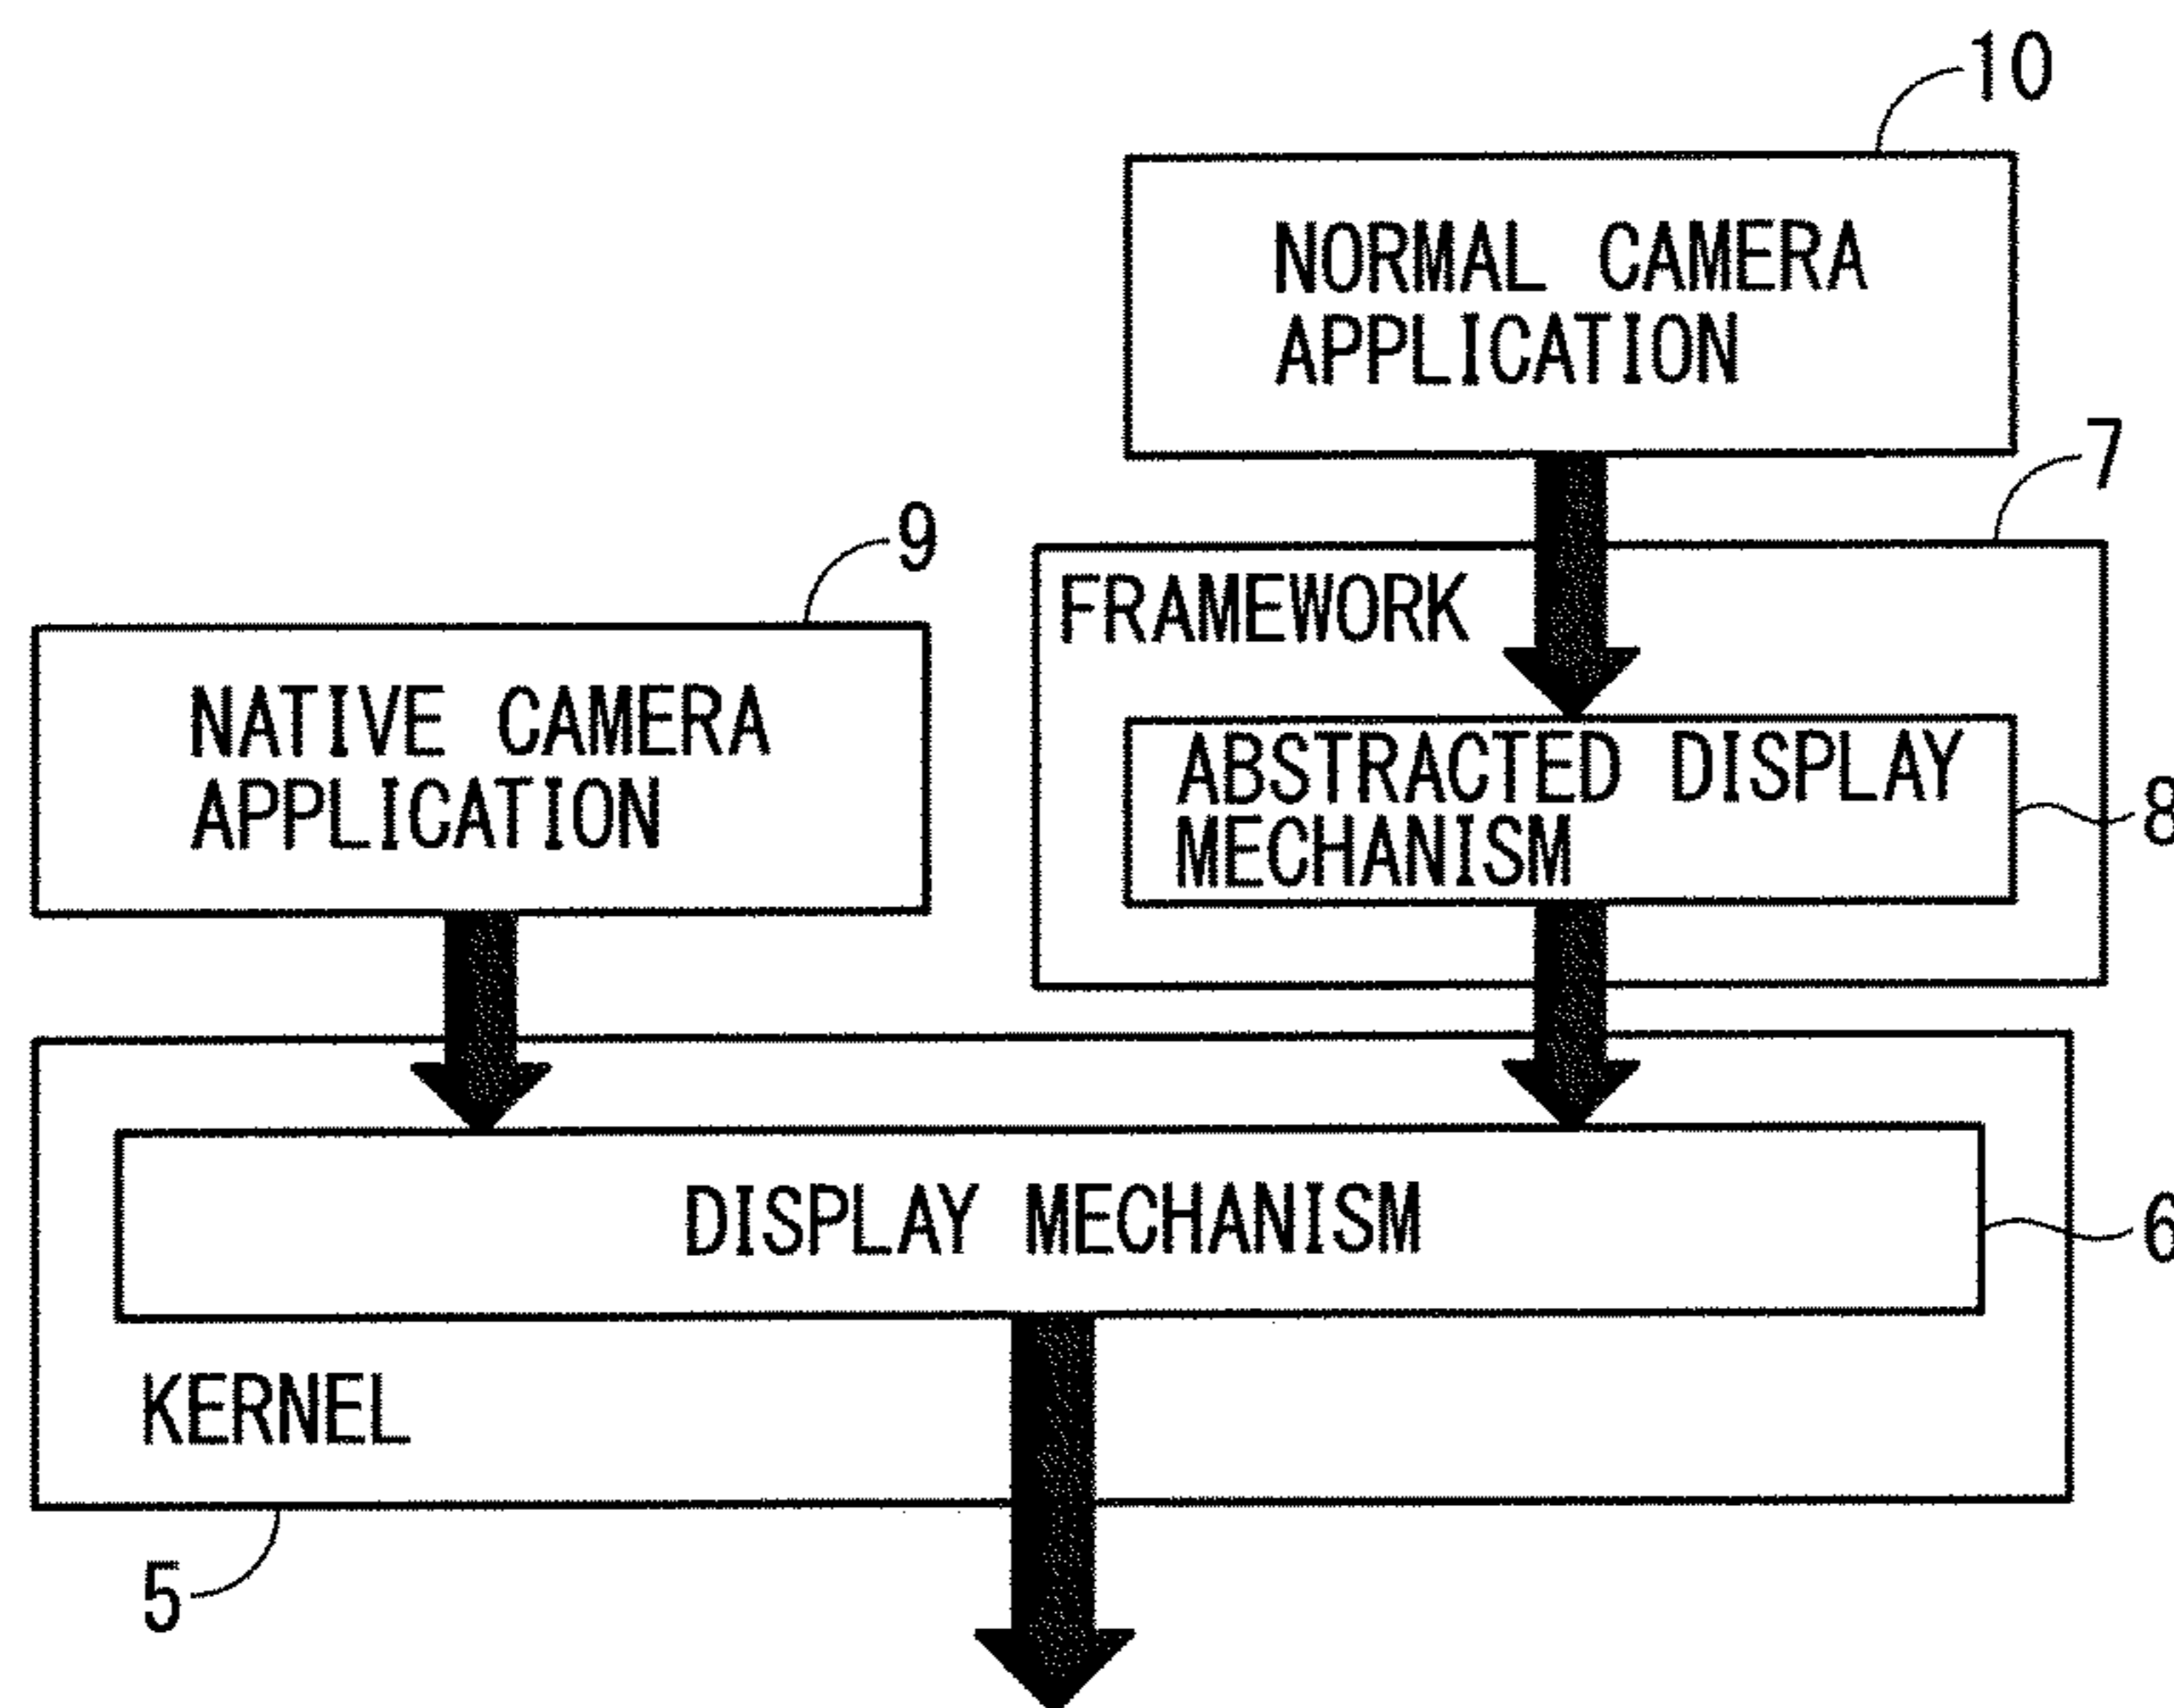 10
NORMAL CAMERA
APPLICATION
7
9
FRAMEWORK
NATIVE CAMERA
APPLICATION
ABSTRACTED DISPLAY
MECHANISM
8
DISPLAY MECHANISM
6
KERNEL
5